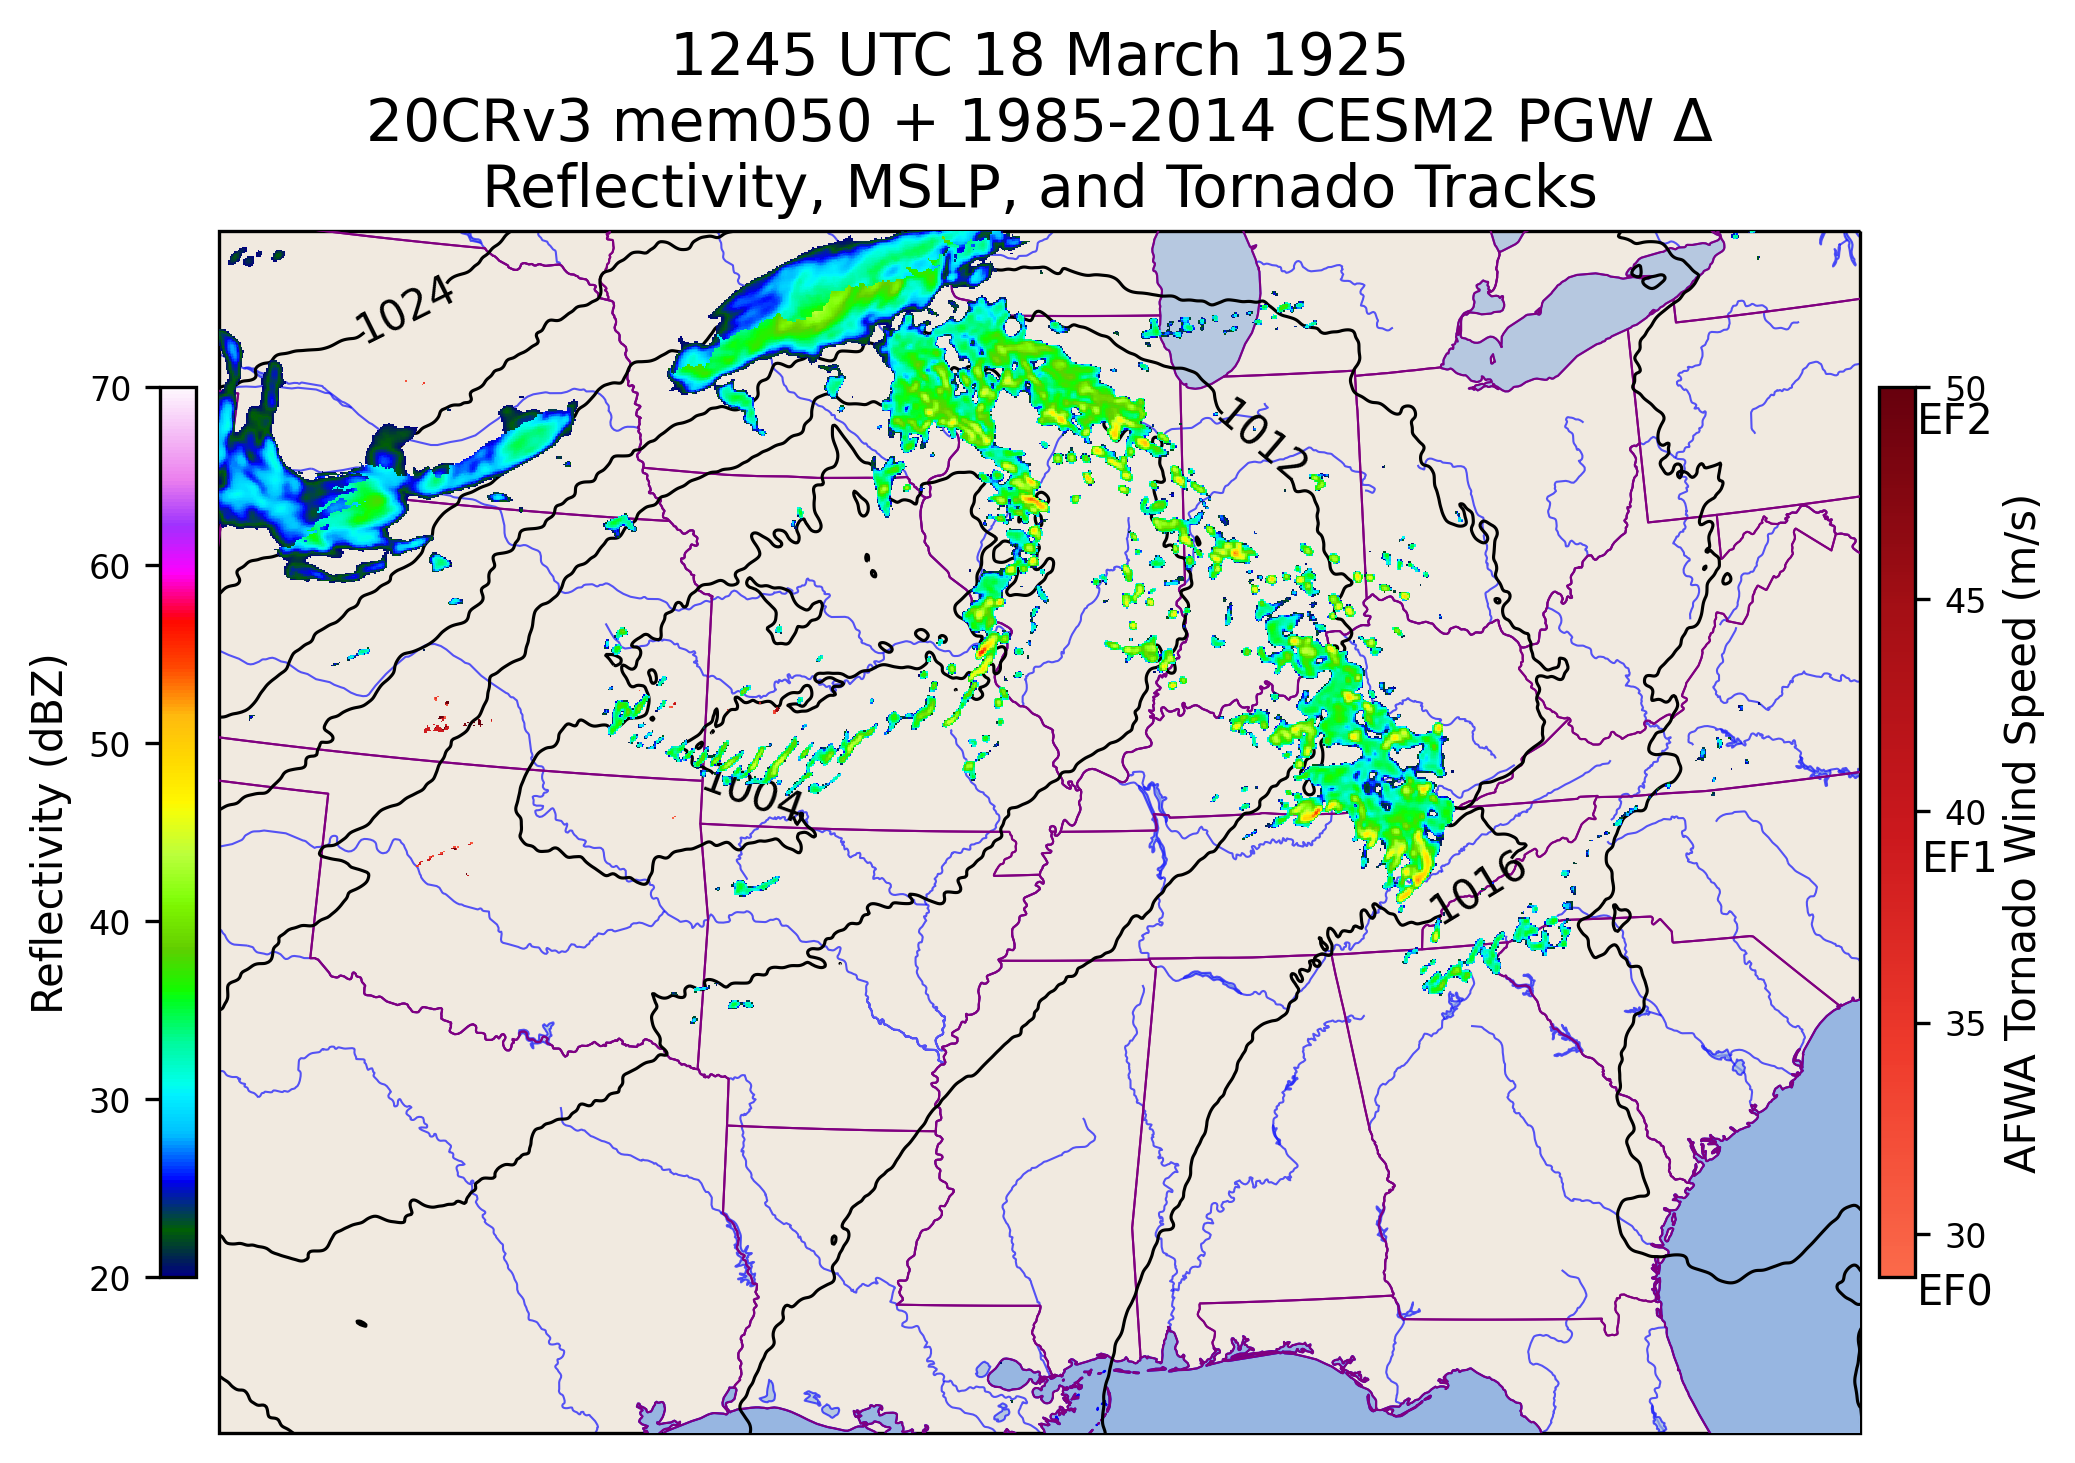 1245 UTC 18 March 1925
20CRv3 mem050 + 1985-2014 CESM2 PGW Δ
Reflectivity, MSLP, and Tornado Tracks
1024
1012
1004
1016
70
60
50
40
30
20
Reflectivity (dBZ)
50
EF2
45
40
EF1
35
30
EF0
AFWA Tornado Wind Speed (m/s)